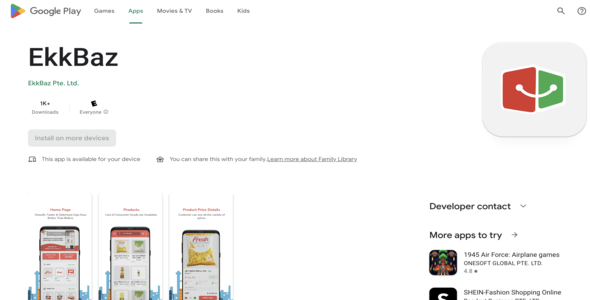 Google Play Games Apps Movies & TV Books Kids
EkkBaz
EkkBaz Pte. Ltd.
1K+
Downloads
Everyone
Install on more devices
This app is available for your device
You can share this with your family. Learn more about Family Library
Home Page
Products
Product Price Details
Developer contact
More apps to try
1945 Air Force: Airplane games
ONESOFT GLOBAL PTE. LTD.
4.8 ★
SHEIN-Fashion Shopping Online